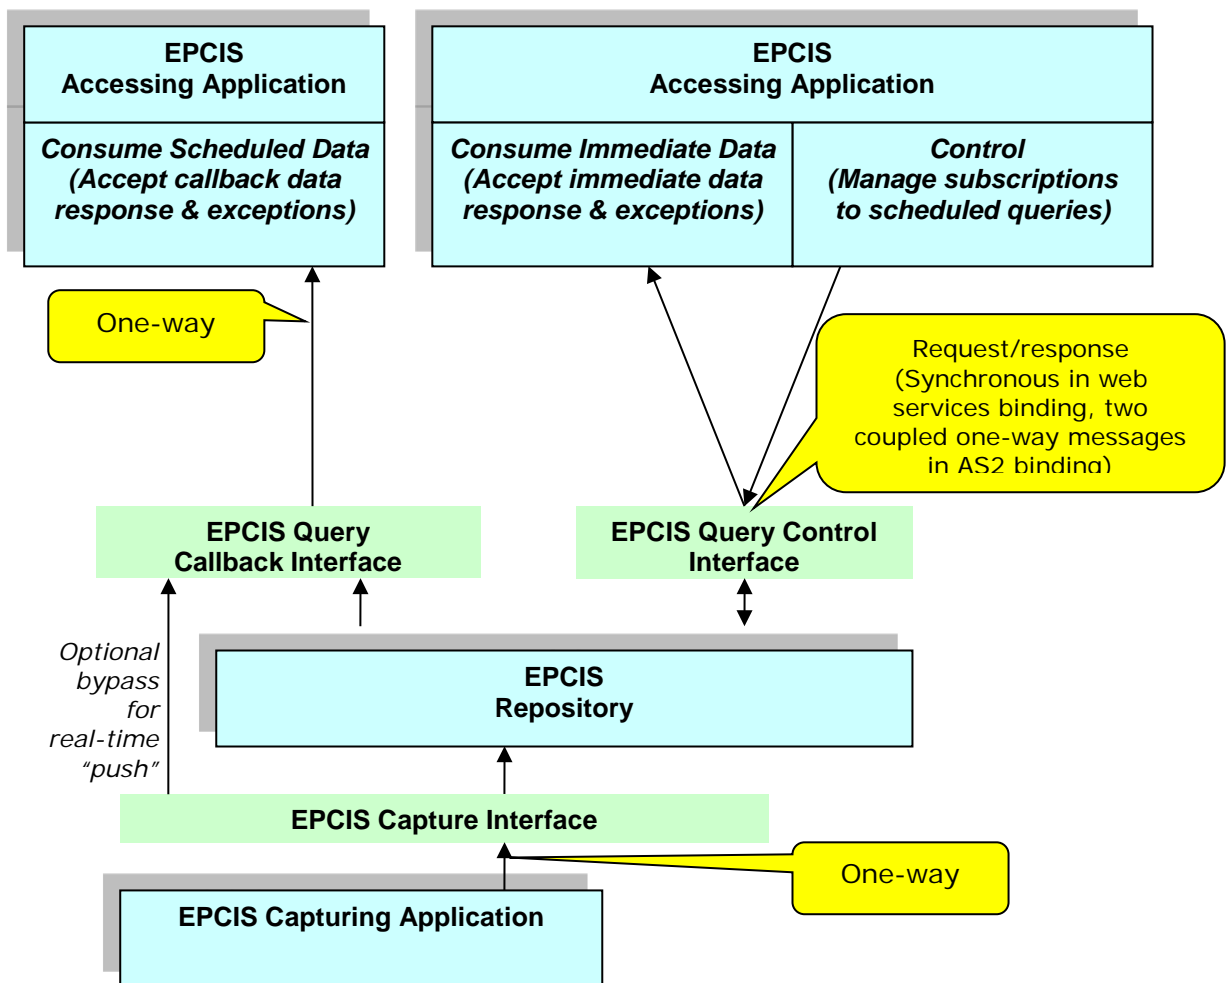 EPCIS
Accessing Application
Consume Scheduled Data
(Accept callback data
response & exceptions)
EPCIS
Accessing Application
Consume Immediate Data
(Accept immediate data
response & exceptions)
Control
(Manage subscriptions
to scheduled queries)
One-way
Request/response
(Synchronous in web
services binding, two
coupled one-way messages
in AS2 binding)
EPCIS Query
Callback Interface
EPCIS Query Control
Interface
Optional
bypass
for
real-time
“push”
EPCIS
Repository
EPCIS Capture Interface
One-way
EPCIS Capturing Application